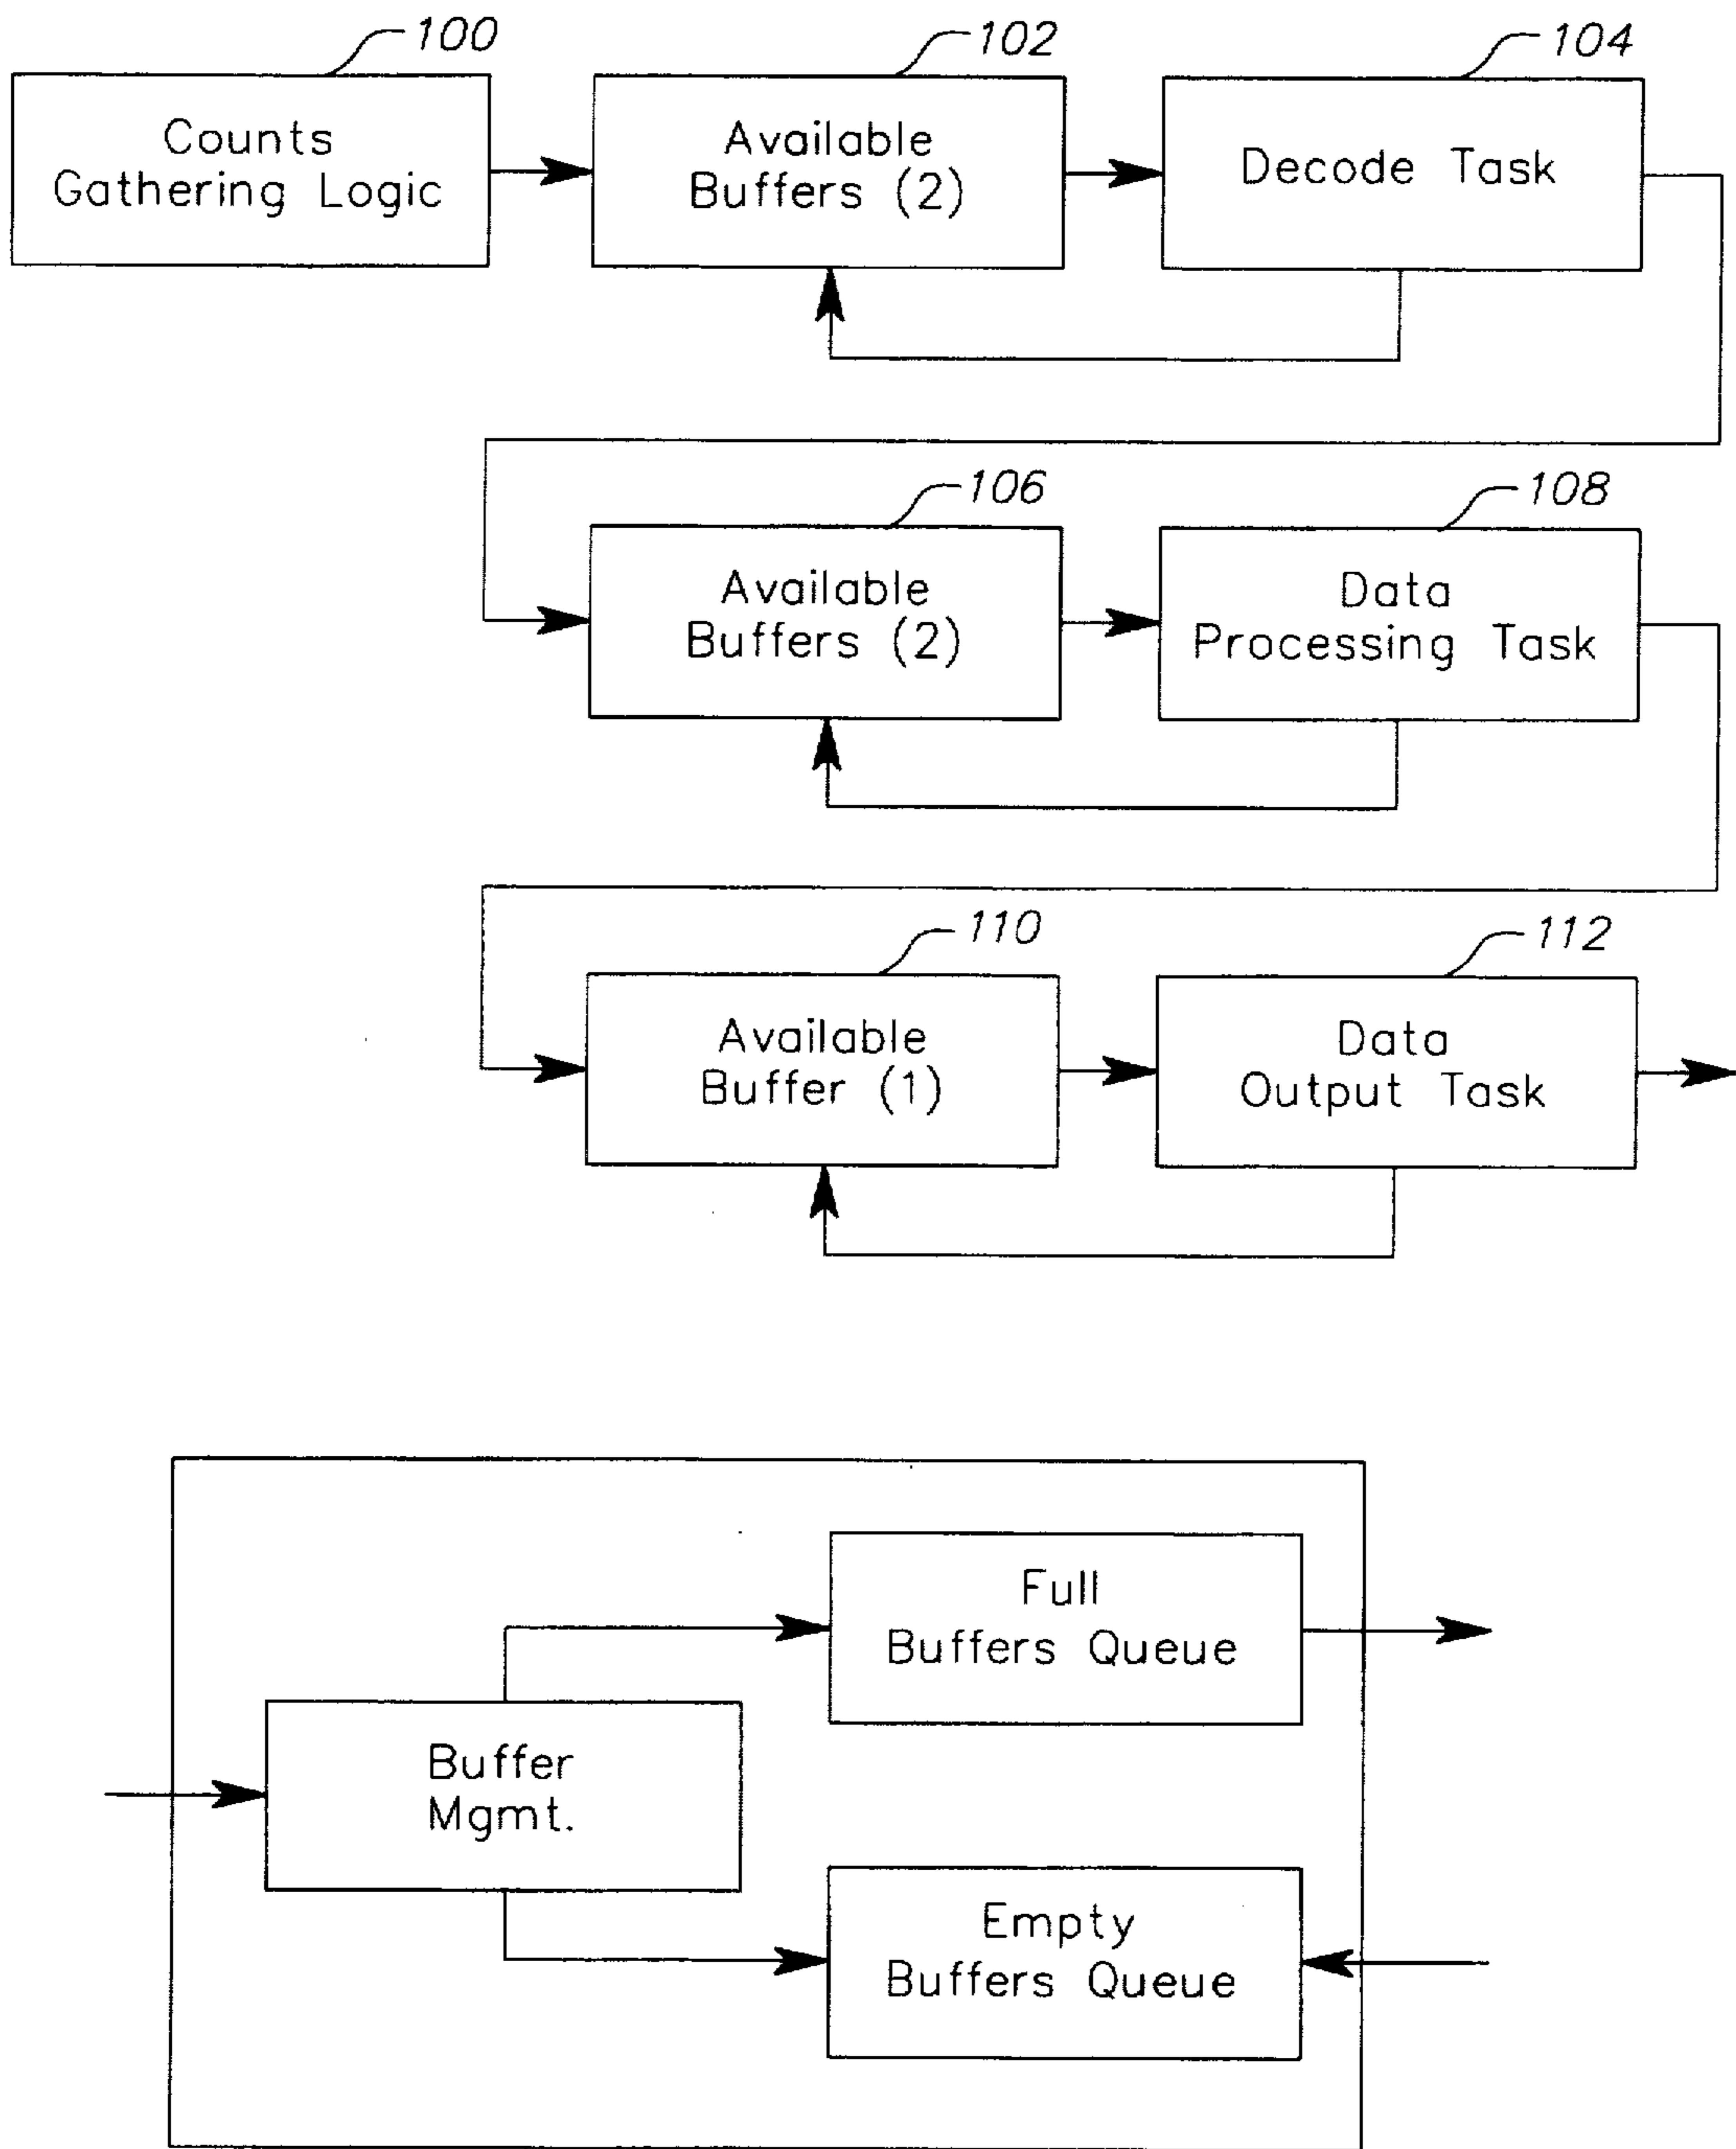 100
102
104
Counts
Gathering Logic
Available
Buffers (2)
Decode Task
106
108
Available
Buffers (2)
Data
Processing Task
110
112
Available
Buffer (1)
Data
Output Task
Full
Buffers Queue
Buffer
Mgmt.
Empty
Buffers Queue